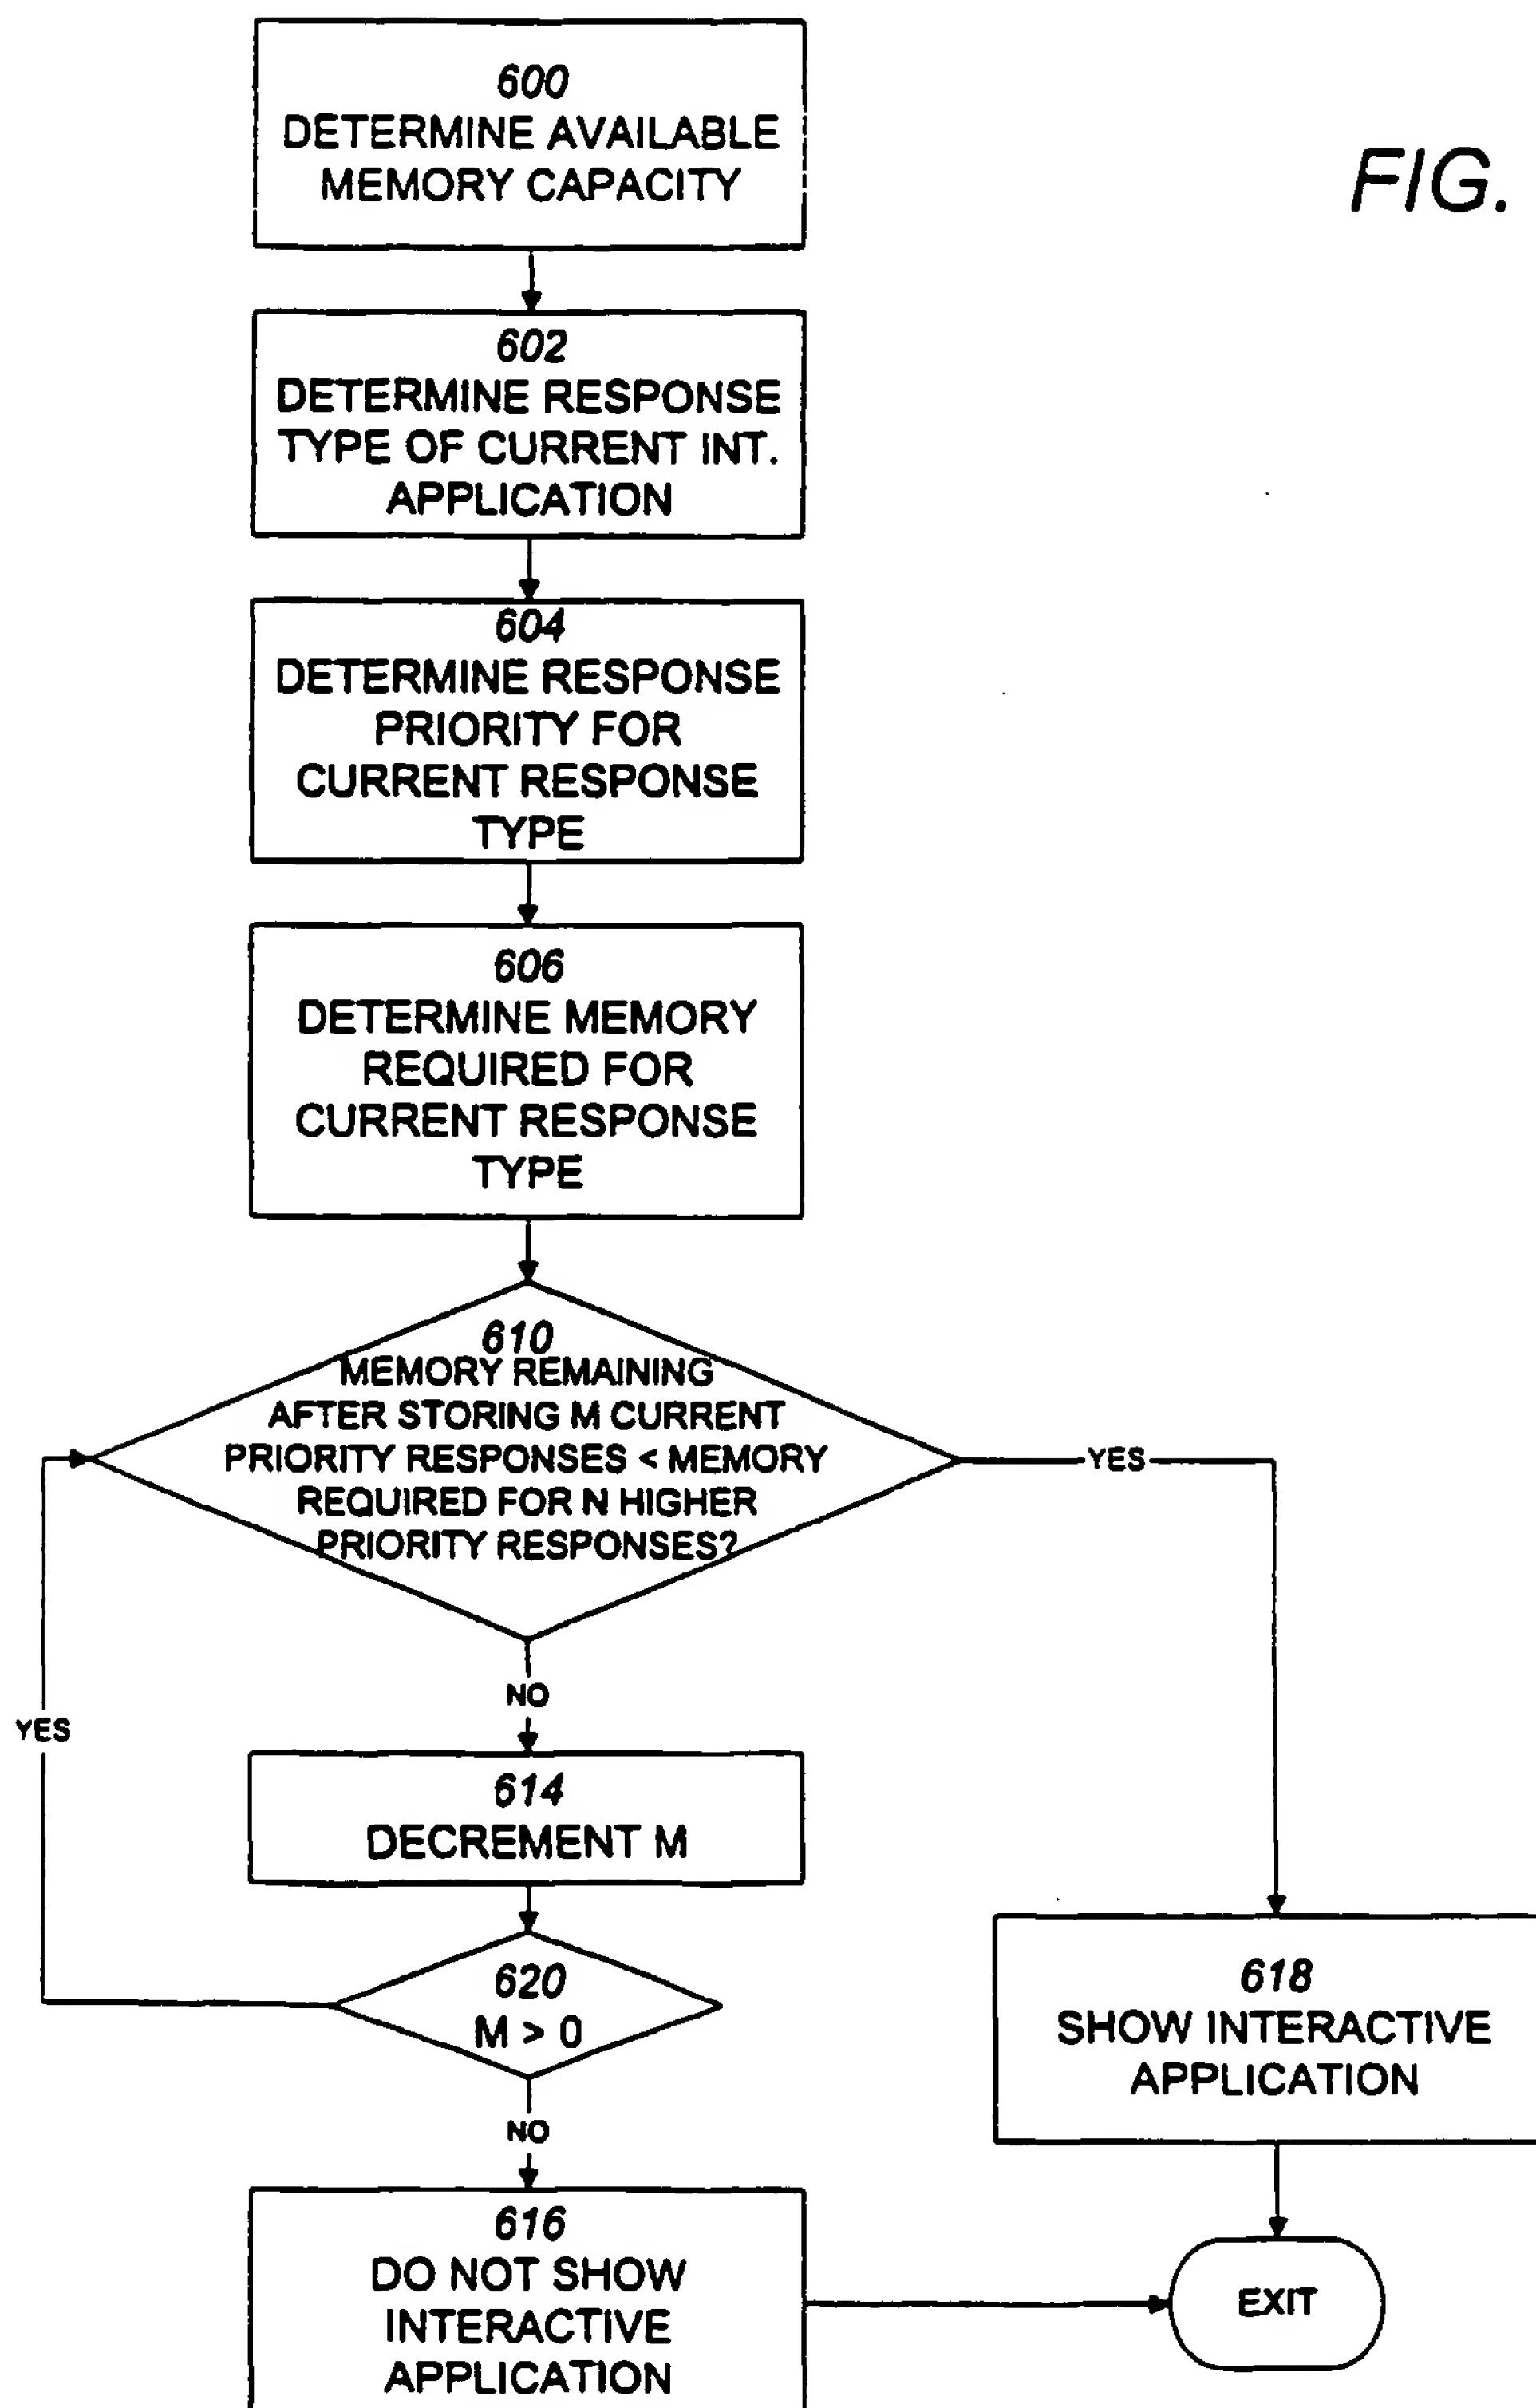 600
DETERMINE AVAILABLE
MEMORY CAPACITY
FIG.
602
DETERMINE RESPONSE
TYPE OF CURRENT INT.
APPLICATION
604
DETERMINE RESPONSE
PRIORITY FOR
CURRENT RESPONSE
TYPE
606
DETERMINE MEMORY
REQUIRED FOR
CURRENT RESPONSE
TYPE
610
MEMORY REMAINING
AFTER STORING M CURRENT
PRIORITY RESPONSES < MEMORY
REQUIRED FOR N HIGHER
PRIORITY RESPONSES?
YES
NO
YES
614
DECREMENT M
620
M > 0
618
SHOW INTERACTIVE
APPLICATION
NO
616
DO NOT SHOW
INTERACTIVE
APPLICATION
EXIT